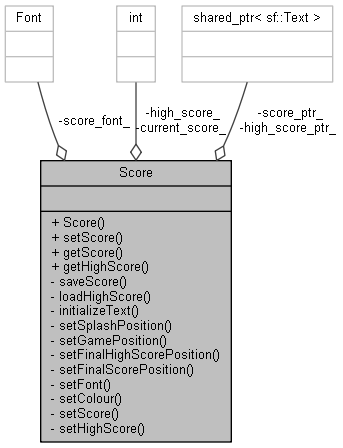 Font
int
shared_ptr< sf::Text >
-score_font_
-high_score_
-current_score_
-score_ptr_
-high_score_ptr_
Score
+ Score()
+ setScore()
+ getScore()
+ getHighScore()
- saveScore()
- loadHighScore()
- initializeText()
- setSplashPosition()
- setGamePosition()
- setFinalHighScorePosition()
- setFinalScorePosition()
- setFont()
- setColour()
- setScore()
- setHighScore()